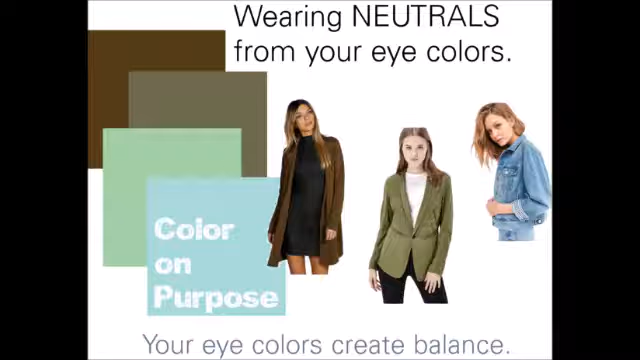 Wearing NEUTRALS
from your eye colors.
Color
on
Purpose
Your eye colors create balance.